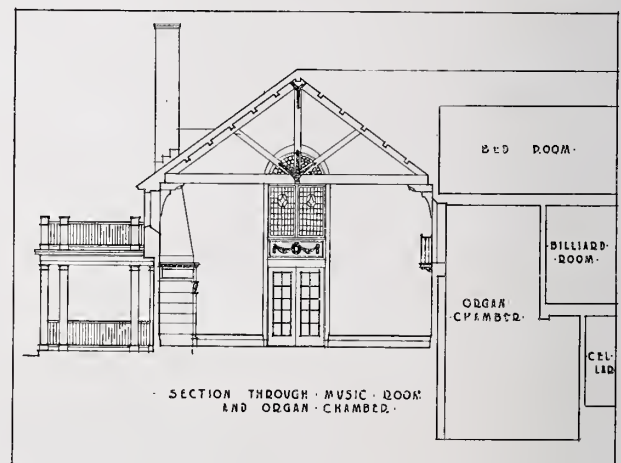 BED ROOM·
·BILLIARD·
·ROOM·
ORGAN
·CHAMBER·
·CEL-
LAR
· SECTION THROUGH · MUSIC · ROOM
AND ORGAN · CHAMBER ·